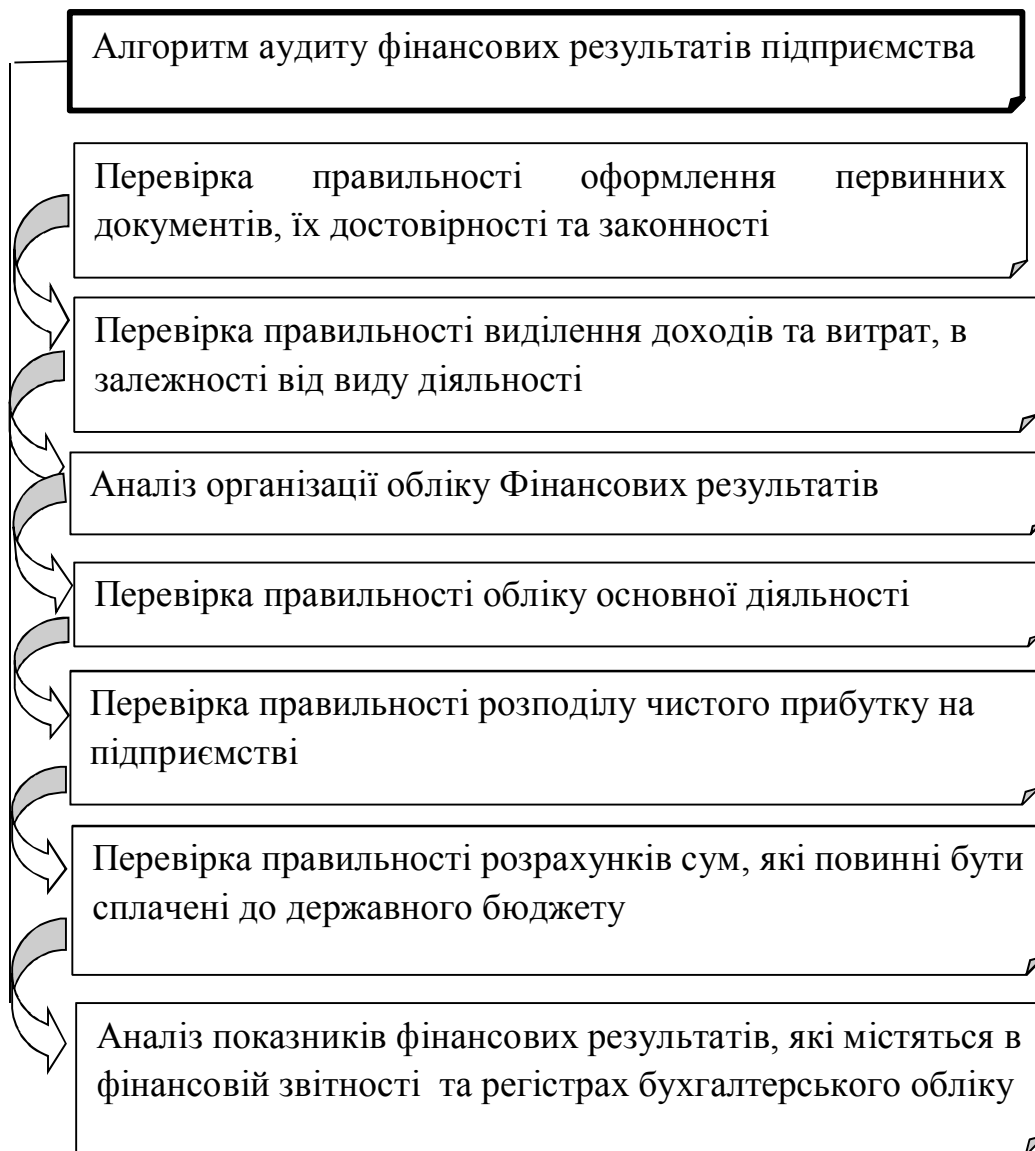 Алгоритм аудиту фінансових результатів підприємства
Перевірка правильності оформлення первинних
документів, їх достовірності та законності
Перевірка правильності виділення доходів та витрат, в
залежності від виду діяльності
Аналіз організації обліку Фінансових результатів
Перевірка правильності обліку основної діяльності
Перевірка правильності розподілу чистого прибутку на
підприємстві
Перевірка правильності розрахунків сум, які повинні бути
сплачені до державного бюджету
Аналіз показників фінансових результатів, які містяться в
фінансовій звітності та регістрах бухгалтерського обліку